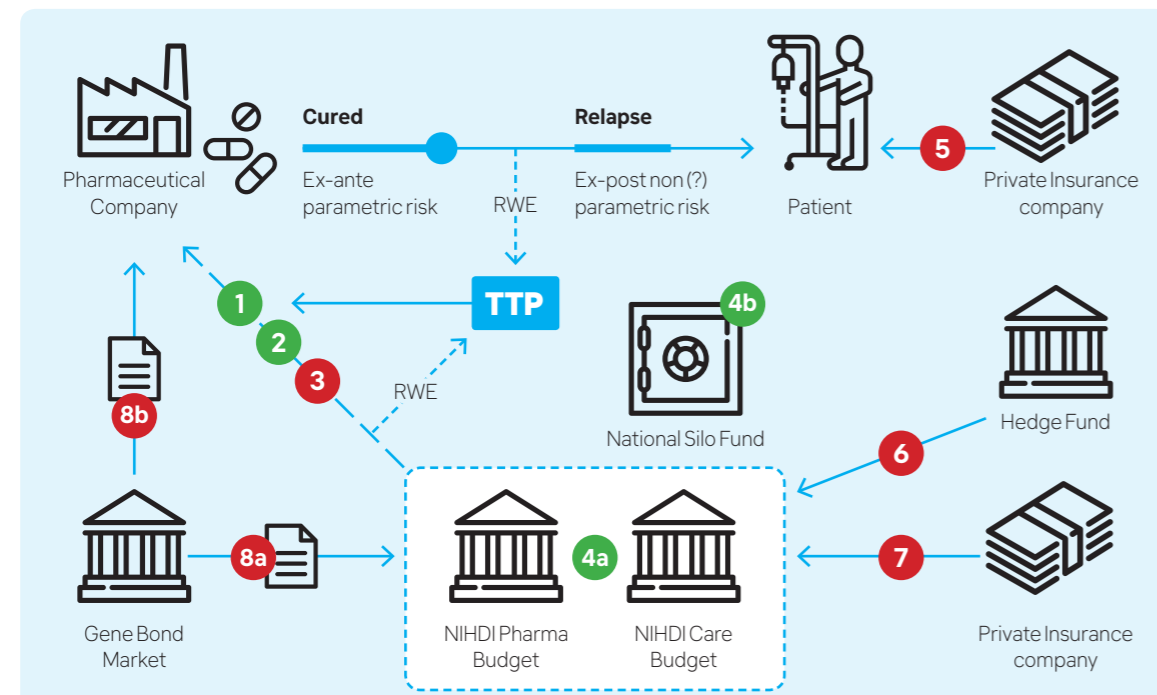 Cured
Relapse
Pharmaceutical
Company
Ex-ante
parametric risk
RWE
Ex-post non (?)
parametric risk
Patient
5
Private Insurance
company
1
2
3
TTP
4b
RWE
National Silo Fund
Hedge Fund
8b
6
8a
4a
7
Gene Bond
Market
NIHDI Pharma
Budget
NIHDI Care
Budget
Private Insurance
company